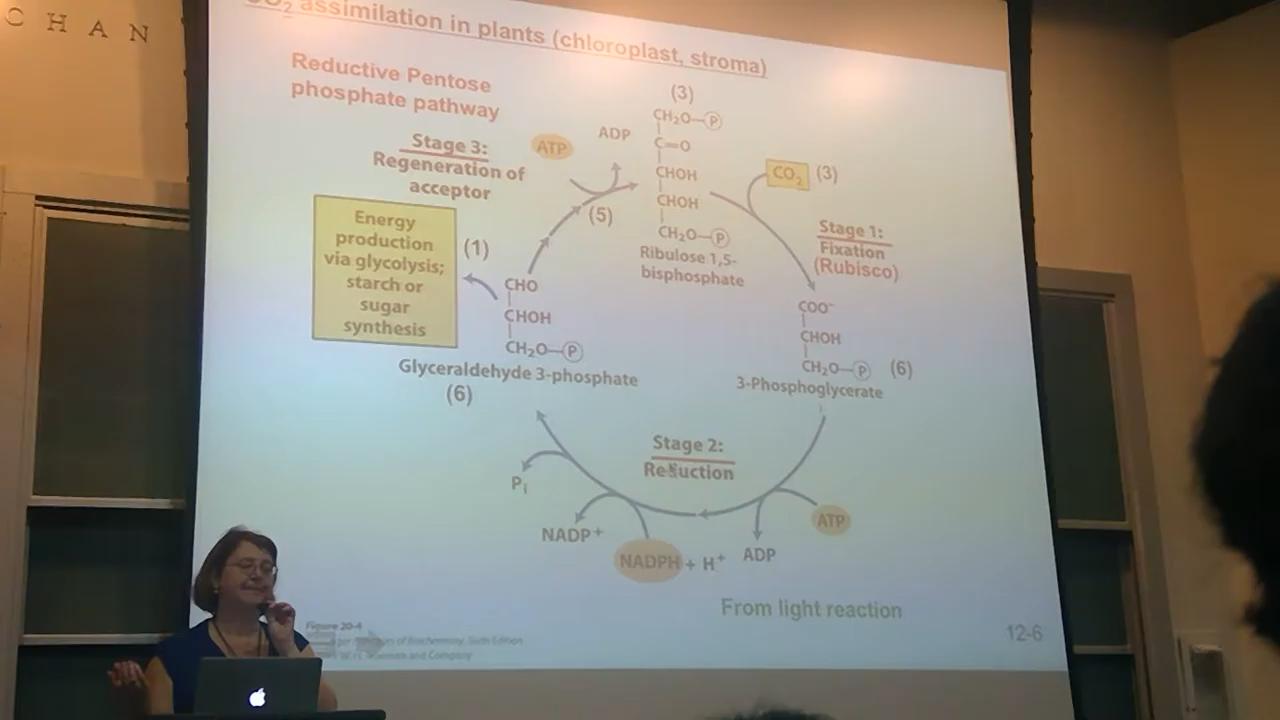 C H A N
CO₂ assimilation in plants (chloroplast, stroma)
Reductive Pentose
phosphate pathway
(3)
CH₂O—P
C=O
CHOH
CHOH
CH₂O—P
Ribulose 1,5-
bisphosphate
Stage 3:
Regeneration of
acceptor
ATP
ADP
(5)
CO₂ (3)
Stage 1:
Fixation
(Rubisco)
Energy
production
via glycolysis;
starch or
sugar
synthesis
(1)
CHO
CHOH
CH₂O—P
Glyceraldehyde 3-phosphate
(6)
COO⁻
CHOH
CH₂O—P (6)
3-Phosphoglycerate
Stage 2:
Reduction
Pi
NADP⁺
NADPH + H⁺
ADP
ATP
From light reaction
Figure 20-4
of Biochemistry, Sixth Edition
and Company
12-6